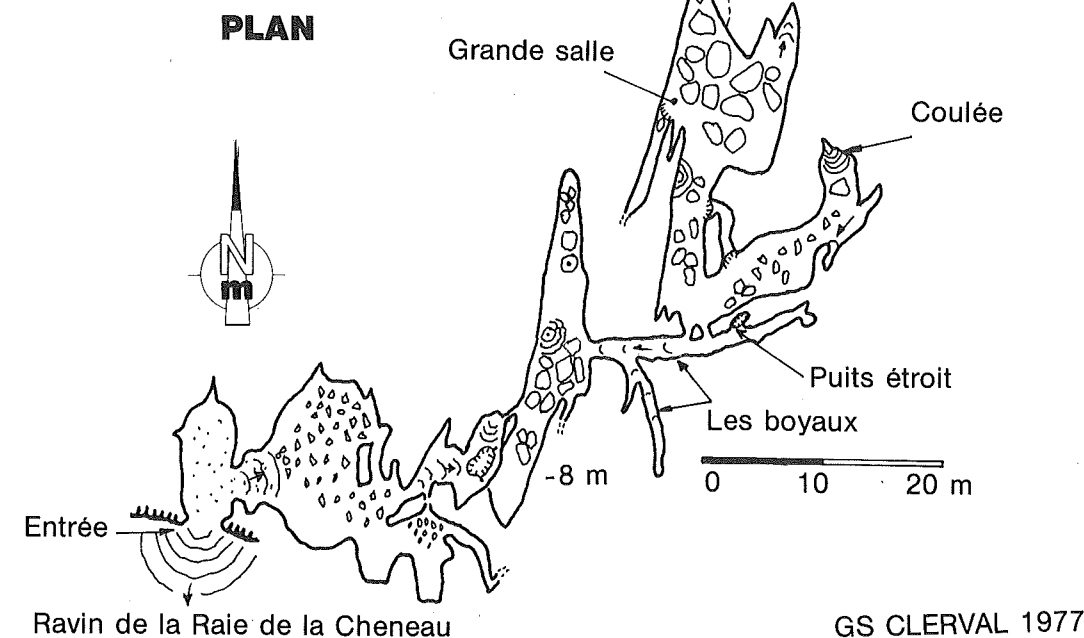 PLAN
Grande salle
Coulée
N
m
Puits étroit
Les boyaux
-8 m
0 10 20 m
Entrée
Ravin de la Raie de la Cheneau
GS CLERVAL 1977